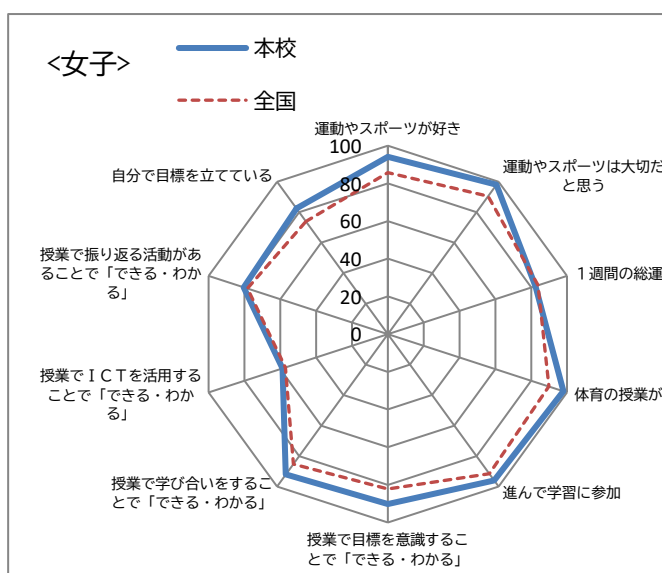 <女子>
本校
全国
運動やスポーツが好き
運動やスポーツは大切だ
と思う
１週間の総運
体育の授業が
進んで学習に参加
授業で目標を意識するこ
とで「できる・わかる」
授業で学び合いをするこ
とで「できる・わかる」
授業でＩＣＴを活用する
ことで「できる・わか
る」
授業で振り返る活動があ
ることで「できる・わか
る」
自分で目標を立てている
100
80
60
40
20
0